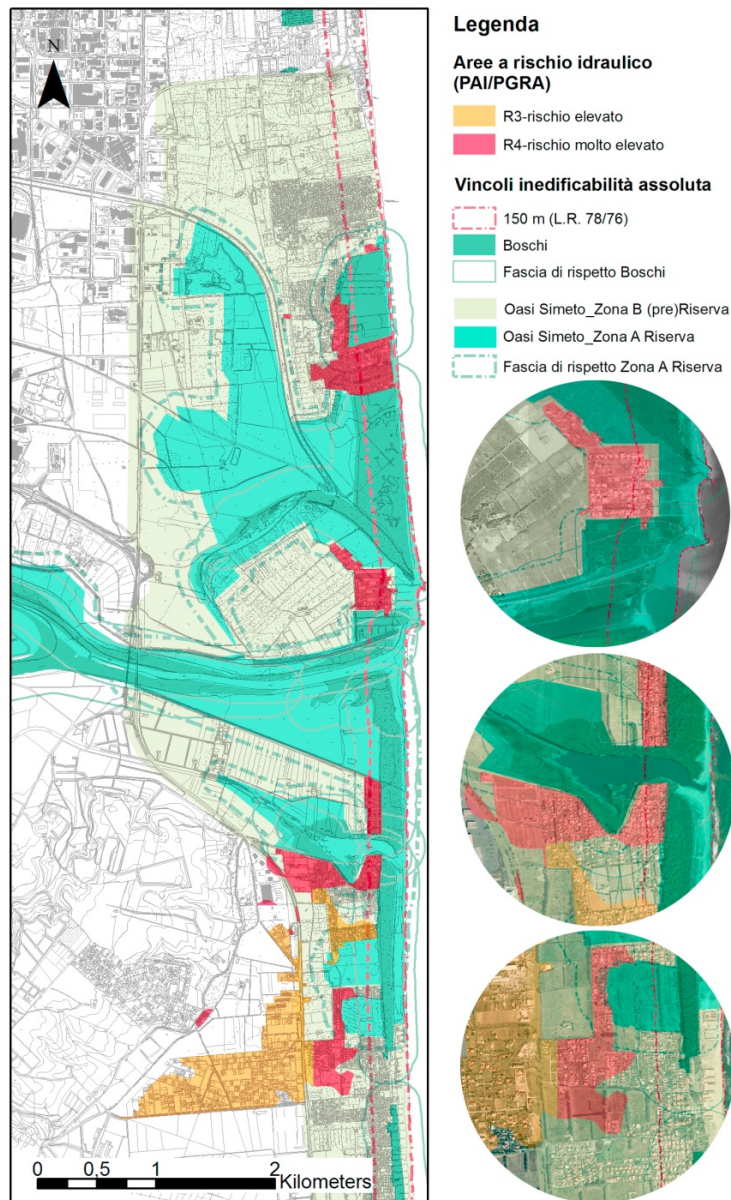 N
0 0,5 1 2
Kilometers
Legenda
Aree a rischio idraulico
(PAI/PGRA)
R3-rischio elevato
R4-rischio molto elevato
Vincoli inedificabilità assoluta
150 m (L.R. 78/76)
Boschi
Fascia di rispetto Boschi
Oasi Simeto_Zona B (pre)Riserva
Oasi Simeto_Zona A Riserva
Fascia di rispetto Zona A Riserva